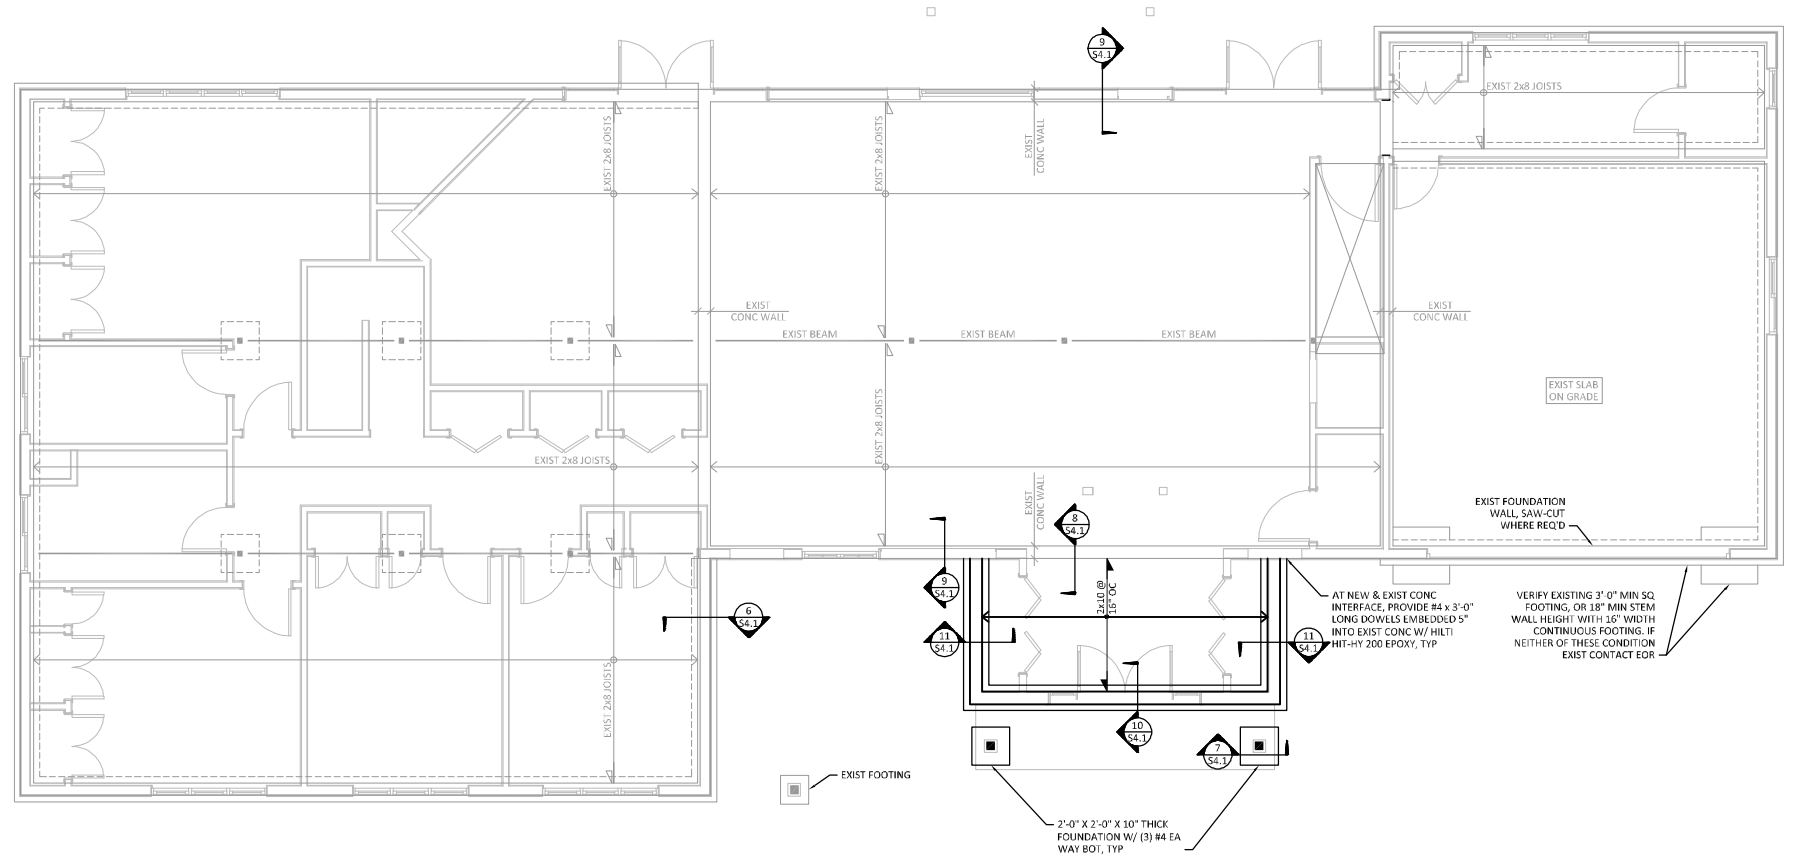 9
S4.1
EXIST 2x8 JOISTS
EXIST 2x8 JOISTS
EXIST 2x8 JOISTS
EXIST
CONC WALL
EXIST
CONC WALL
EXIST
CONC WALL
EXIST BEAM
EXIST BEAM
EXIST BEAM
EXIST SLAB
ON GRADE
EXIST 2x8 JOISTS
EXIST 2x8 JOISTS
EXIST
CONC WALL
EXIST FOUNDATION
WALL, SAW-CUT
WHERE REQ'D
8
S4.1
9
S4.1
2x10 @
16" OC
6
S4.1
11
S4.1
11
S4.1
AT NEW & EXIST CONC
INTERFACE, PROVIDE #4 x 3'-0"
LONG DOWELS EMBEDDED 5"
INTO EXIST CONC W/ HILTI
HIT-HY 200 EPOXY, TYP
VERIFY EXISTING 3'-0" MIN SQ
FOOTING, OR 18" MIN STEM
WALL HEIGHT WITH 16" WIDTH
CONTINUOUS FOOTING. IF
NEITHER OF THESE CONDITION
EXIST CONTACT EOR
EXIST 2x8 JOISTS
10
S4.1
7
S4.1
EXIST FOOTING
2'-0" X 2'-0" X 10" THICK
FOUNDATION W/ (3) #4 EA
WAY BOT, TYP